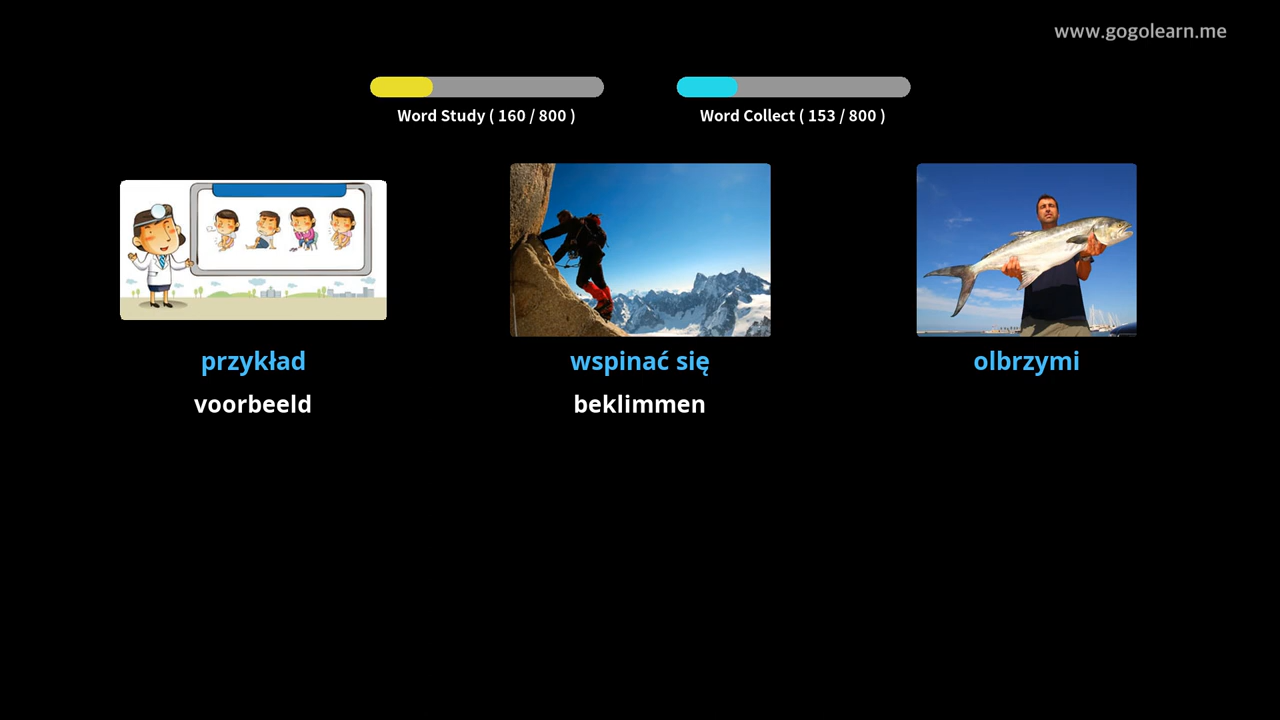 www.gogolearn.me
Word Study ( 160 / 800 )
Word Collect ( 153 / 800 )
przykład
wspinać się
olbrzymi
voorbeeld
beklimmen